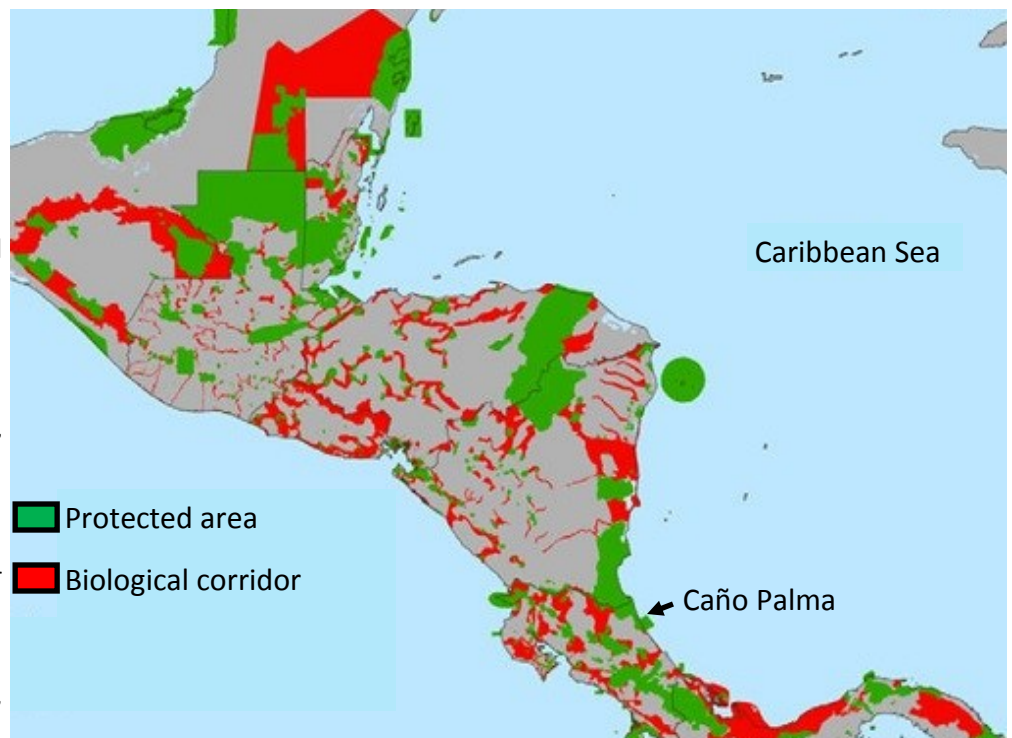 Caribbean Sea
Protected area
Biological corridor
Caño Palma